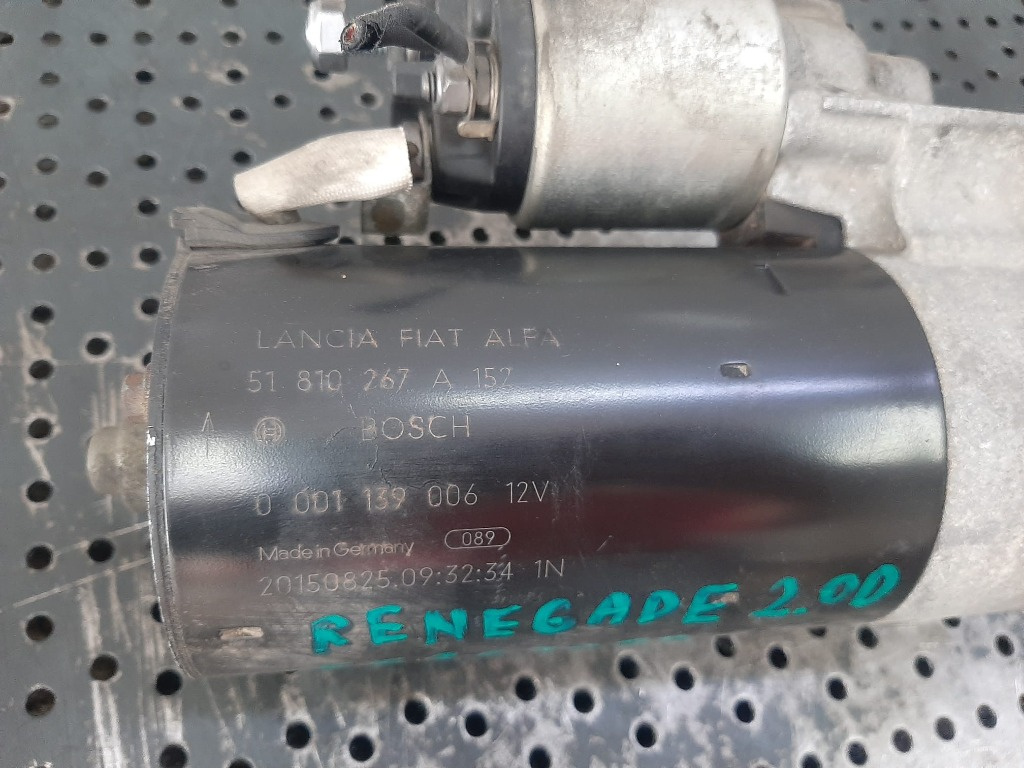 LANCIA FIAT ALFA
51 810 267 A 152
BOSCH
0 001 139 006 12V
Made in Germany 089
20150825.09:32:34 1N
RENEGADE 2.0D